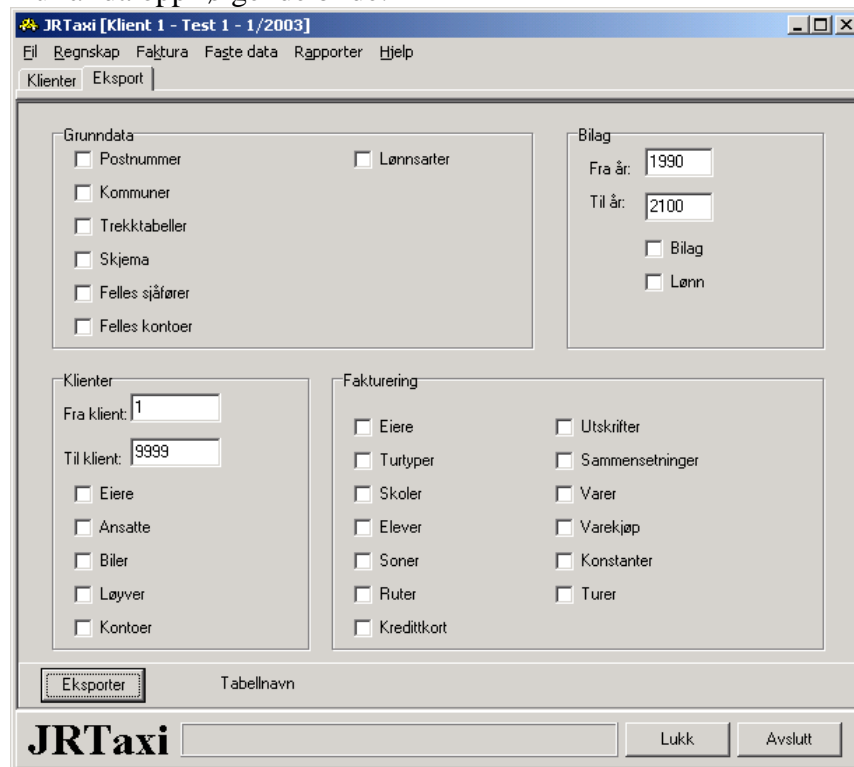 JRTaxi [Klient 1 - Test 1 - 1/2003]
Fil Regnskap Faktura Faste data Rapporter Hjelp
Klienter Eksport
Grunndata
Postnummer
Kommuner
Trekktabeller
Skjema
Felles sjåfører
Felles kontoer
Lønnsarter
Bilag
Fra år: 1990
Til år: 2100
Bilag
Lønn
Klienter
Fra klient: 1
Til klient: 9999
Eiere
Ansatte
Biler
Løyver
Kontoer
Fakturering
Eiere
Turtyper
Skoler
Elever
Soner
Ruter
Kredittkort
Utskrifter
Sammensetninger
Varer
Varekjøp
Konstanter
Turer
Eksporter Tabellnavn
JRTaxi Lukk Avslutt